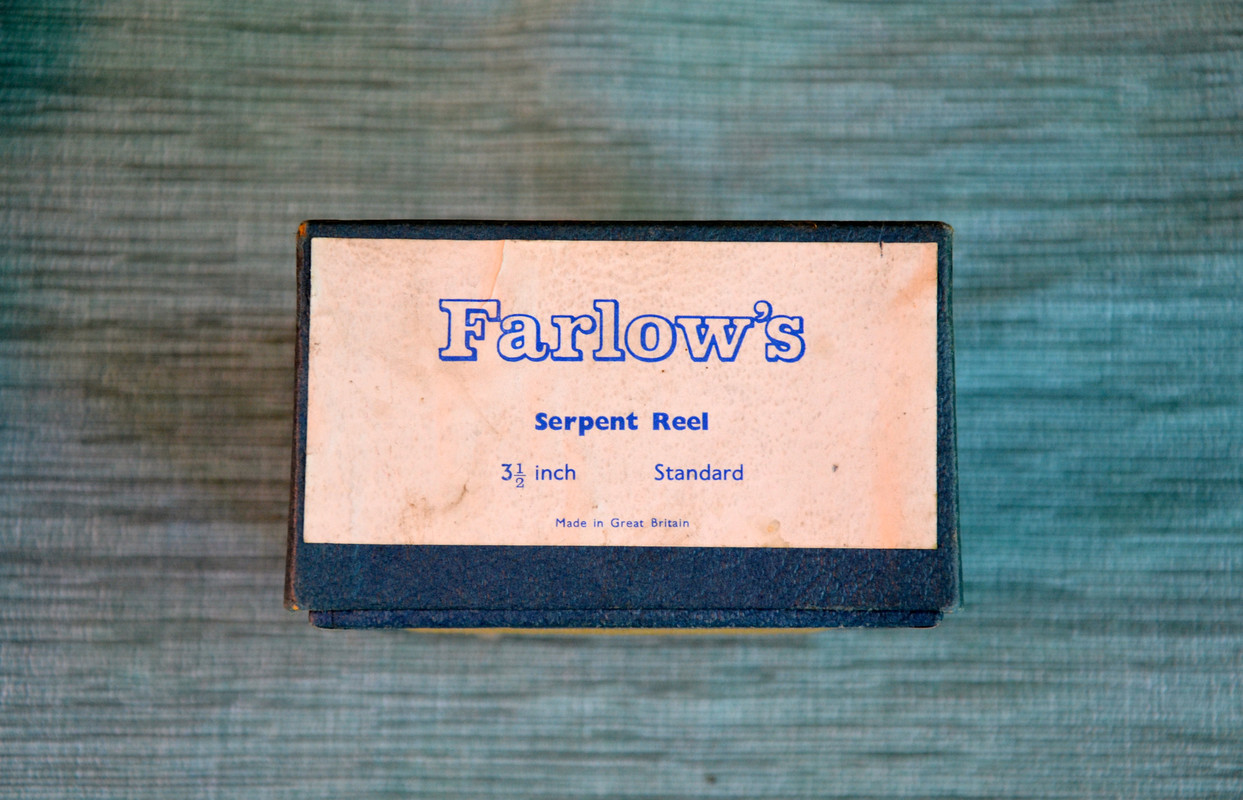 Farlow's
Serpent Reel
3½ inch Standard
Made in Great Britain